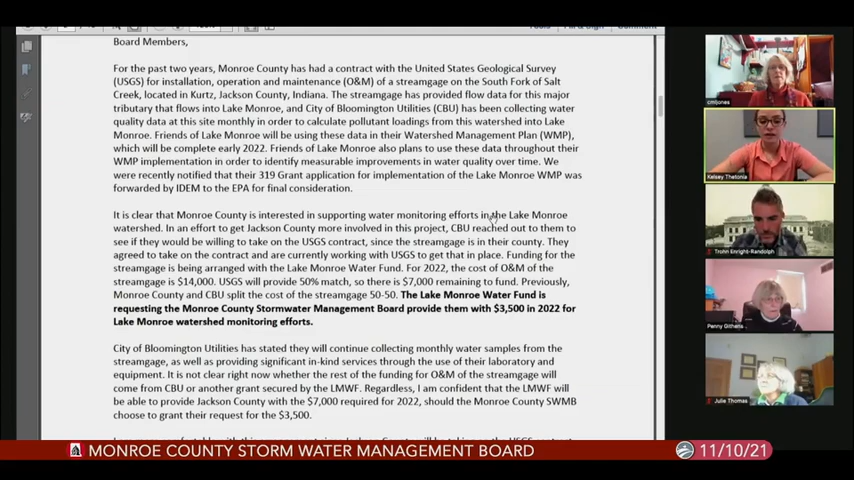 Board Members,
For the past two years, Monroe County has had a contract with the United States Geological Survey
(USGS) for installation, operation and maintenance (O&M) of a streamgage on the South Fork of Salt
Creek, located in Kurtz, Jackson County, Indiana. The streamgage has provided flow data for this major
tributary that flows into Lake Monroe, and City of Bloomington Utilities (CBU) has been collecting water
quality data at this site monthly in order to calculate pollutant loadings from this watershed into Lake
Monroe. Friends of Lake Monroe will be using these data in their Watershed Management Plan (WMP),
which will be complete early 2022. Friends of Lake Monroe also plans to use these data throughout their
WMP implementation in order to identify measurable improvements in water quality over time. We
were recently notified that their 319 Grant application for implementation of the Lake Monroe WMP was
forwarded by IDEM to the EPA for final consideration.
It is clear that Monroe County is interested in supporting water monitoring efforts in the Lake Monroe
watershed. In an effort to get Jackson County more involved in this project, CBU reached out to them to
see if they would be willing to take on the USGS contract, since the streamgage is in their county. They
agreed to take on the contract and are currently working with USGS to get that in place. Funding for the
streamgage is being arranged with the Lake Monroe Water Fund. For 2022, the cost of O&M of the
streamgage is $14,000. USGS will provide 50% match, so there is $7,000 remaining to fund. Previously,
Monroe County and CBU split the cost of the streamgage 50-50. The Lake Monroe Water Fund is
requesting the Monroe County Stormwater Management Board provide them with $3,500 in 2022 for
Lake Monroe watershed monitoring efforts.
City of Bloomington Utilities has stated they will continue collecting monthly water samples from the
streamgage, as well as providing significant in-kind services through the use of their laboratory and
equipment. It is not clear right now whether the rest of the funding for O&M of the streamgage will
come from CBU or another grant secured by the LMWF. Regardless, I am confident that the LMWF will
be able to provide Jackson County with the $7,000 required for 2022, should the Monroe County SWMB
choose to grant their request for the $3,500.
cmljones
Kelsey Thetonia
Trohn Enright-Randolph
Penny Githens
Julie Thomas
MONROE COUNTY STORM WATER MANAGEMENT BOARD
11/10/21